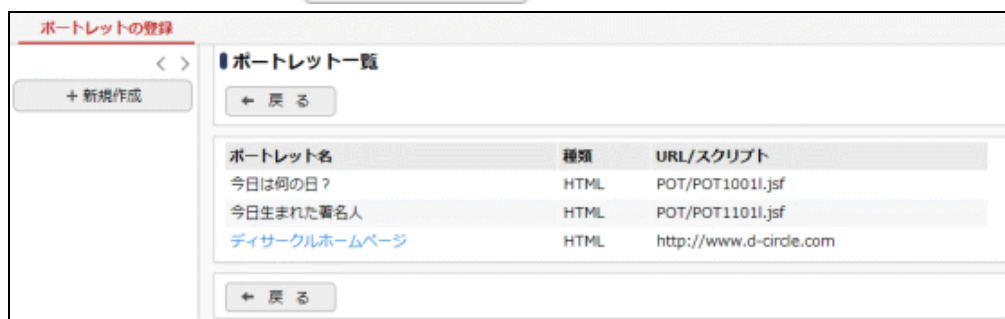 ポートレットの登録
< >
+ 新規作成
ポートレット一覧
← 戻 る
ポートレット名 種類 URL/スクリプト
今日は何の日? HTML POT/POT1001l.jsf
今日生まれた著名人 HTML POT/POT1101l.jsf
ディサークルホームページ HTML http://www.d-circle.com
← 戻 る